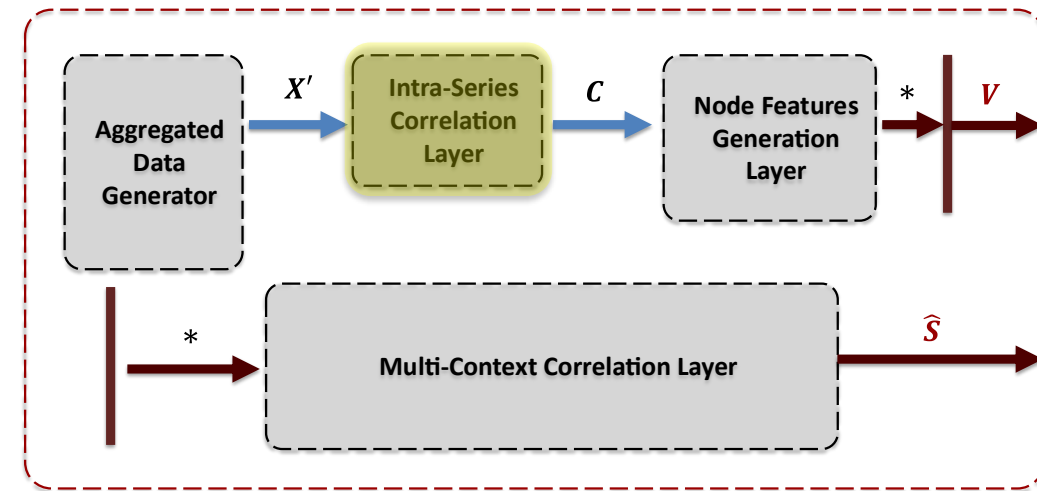 Aggregated
Data
Generator
X′
Intra-Series
Correlation
Layer
C
Node Features
Generation
Layer
*
V
*
Multi-Context Correlation Layer
Ŝ